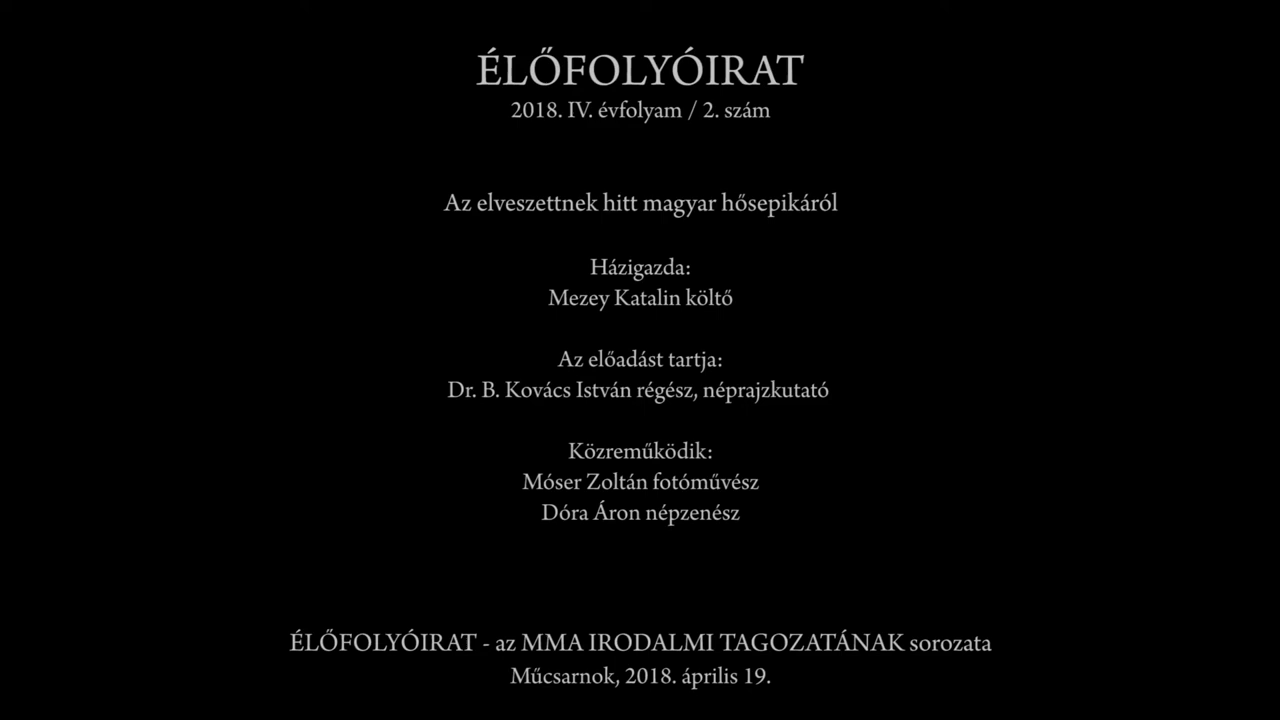 ÉLŐFOLYÓIRAT
2018. IV. évfolyam / 2. szám
Az elveszettnek hitt magyar hősepikáról
Házigazda:
Mezey Katalin költő
Az előadást tartja:
Dr. B. Kovács István régész, néprajzkutató
Közreműködik:
Móser Zoltán fotóművész
Dóra Áron népzenész
ÉLŐFOLYÓIRAT - az MMA IRODALMI TAGOZATÁNAK sorozata
Műcsarnok, 2018. április 19.